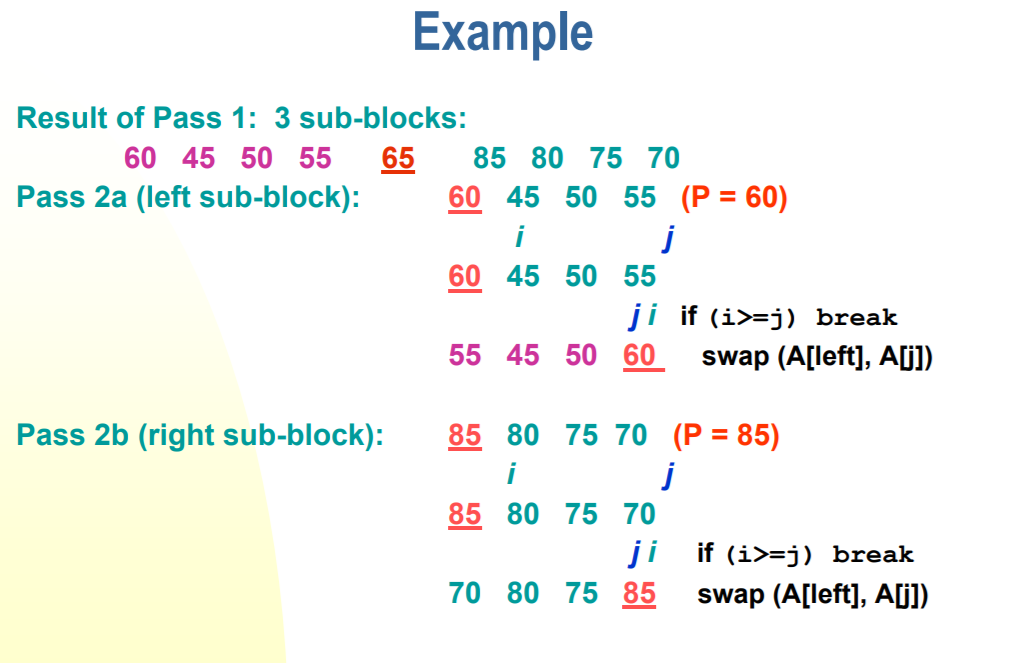 Example
Result of Pass 1: 3 sub-blocks:
60 45 50 55 65 85 80 75 70
Pass 2a (left sub-block): 60 45 50 55 (P = 60)
i j
60 45 50 55
j i if (i>=j) break
55 45 50 60 swap (A[left], A[j])
Pass 2b (right sub-block): 85 80 75 70 (P = 85)
i j
85 80 75 70
j i if (i>=j) break
70 80 75 85 swap (A[left], A[j])